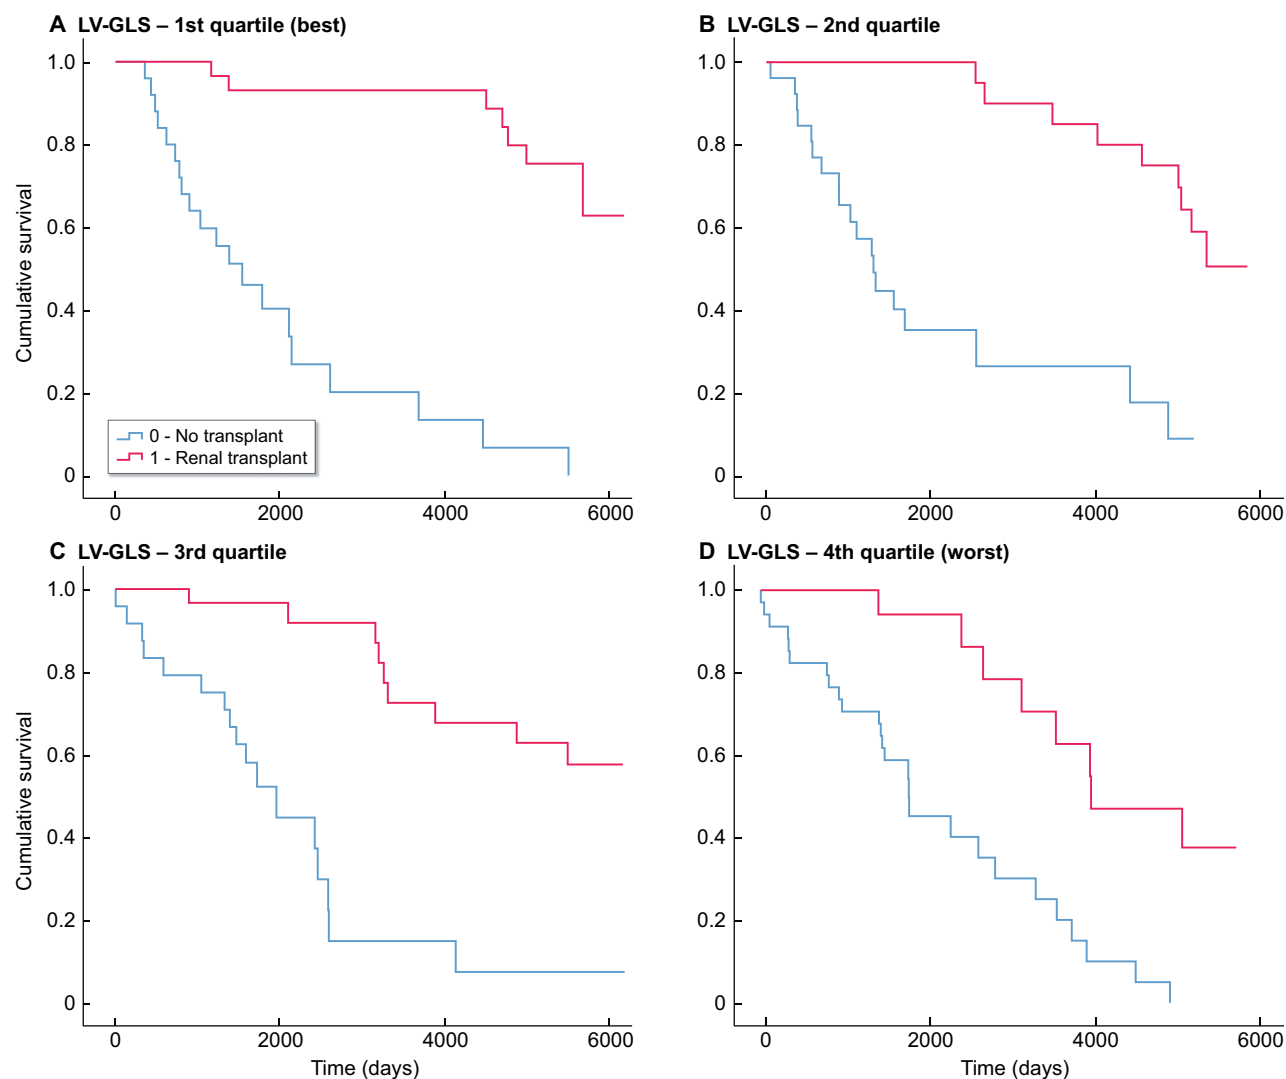 A LV-GLS – 1st quartile (best)
1.0
0.8
0.6
0.4
0.2
0
Cumulative survival
0 - No transplant
1 - Renal transplant
0 2000 4000 6000
B LV-GLS – 2nd quartile
1.0
0.8
0.6
0.4
0.2
0
0 2000 4000 6000
C LV-GLS – 3rd quartile
1.0
0.8
0.6
0.4
0.2
0
Cumulative survival
0 2000 4000 6000
Time (days)
D LV-GLS – 4th quartile (worst)
1.0
0.8
0.6
0.4
0.2
0
0 2000 4000 6000
Time (days)